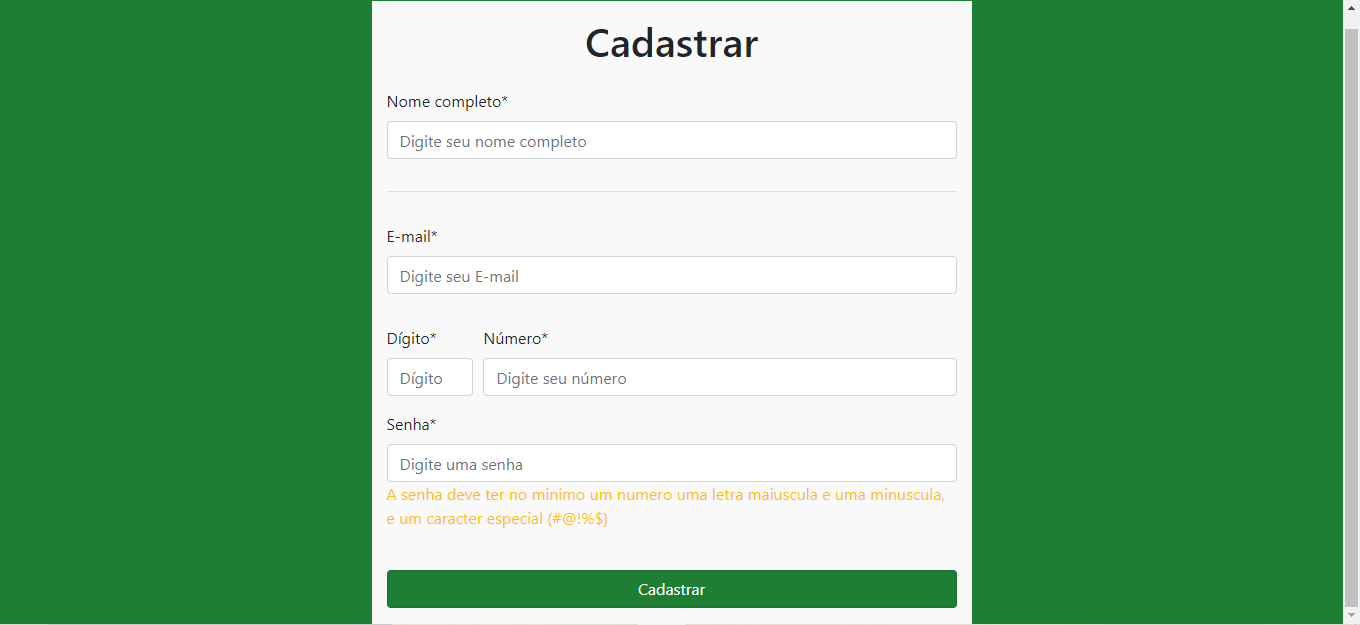 Cadastrar
Nome completo*
Digite seu nome completo
E-mail*
Digite seu E-mail
Dígito* Número*
Dígito Digite seu número
Senha*
Digite uma senha
A senha deve ter no minimo um numero uma letra maiuscula e uma minuscula,
e um caracter especial (#@!%$)
Cadastrar